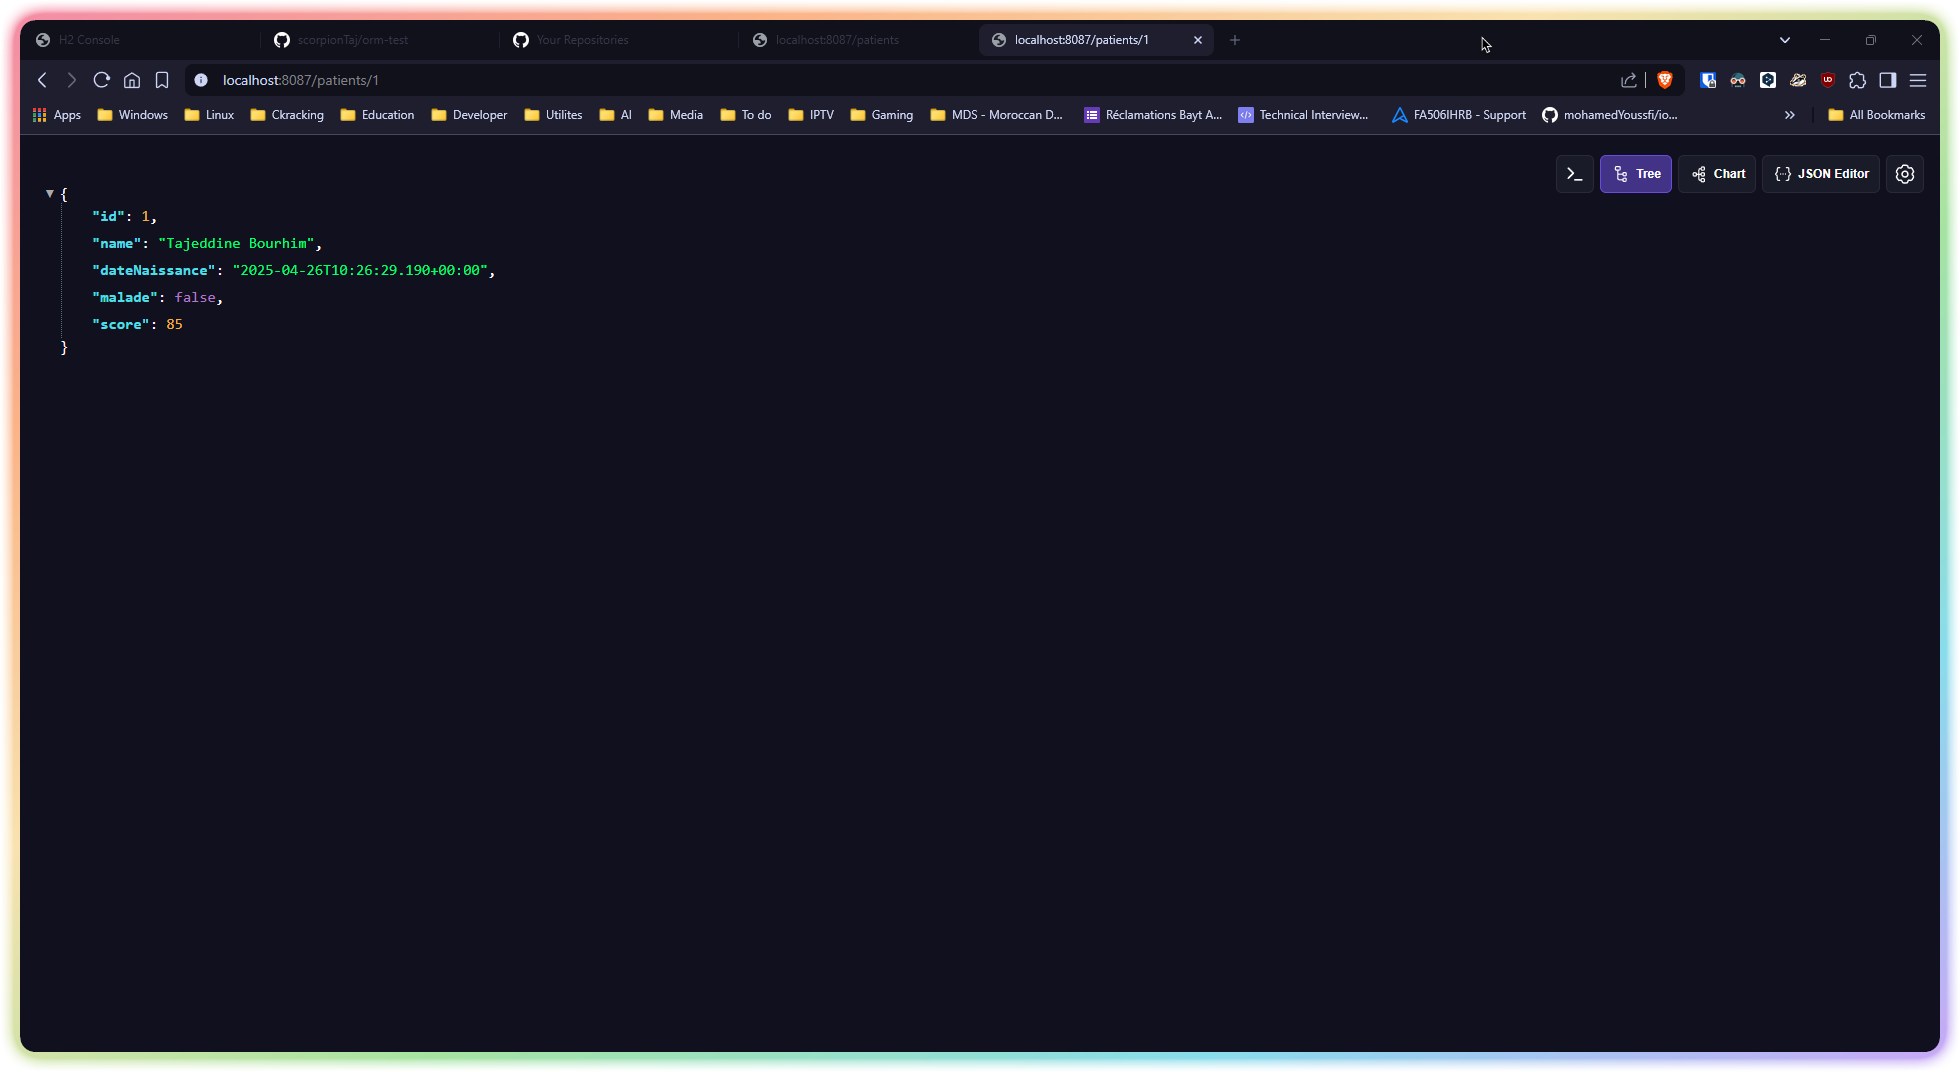 H2 Console
scorpionTaj/orm-test
Your Repositories
localhost:8087/patients
localhost:8087/patients/1
localhost:8087/patients/1
Apps
Windows
Linux
Ckracking
Education
Developer
Utilites
AI
Media
To do
IPTV
Gaming
MDS - Moroccan D...
Réclamations Bayt A...
Technical Interview...
FA506IHRB - Support
mohamedYoussfi/io...
All Bookmarks
Tree
Chart
JSON Editor
{
"id": 1,
"name": "Tajeddine Bourhim",
"dateNaissance": "2025-04-26T10:26:29.190+00:00",
"malade": false,
"score": 85
}